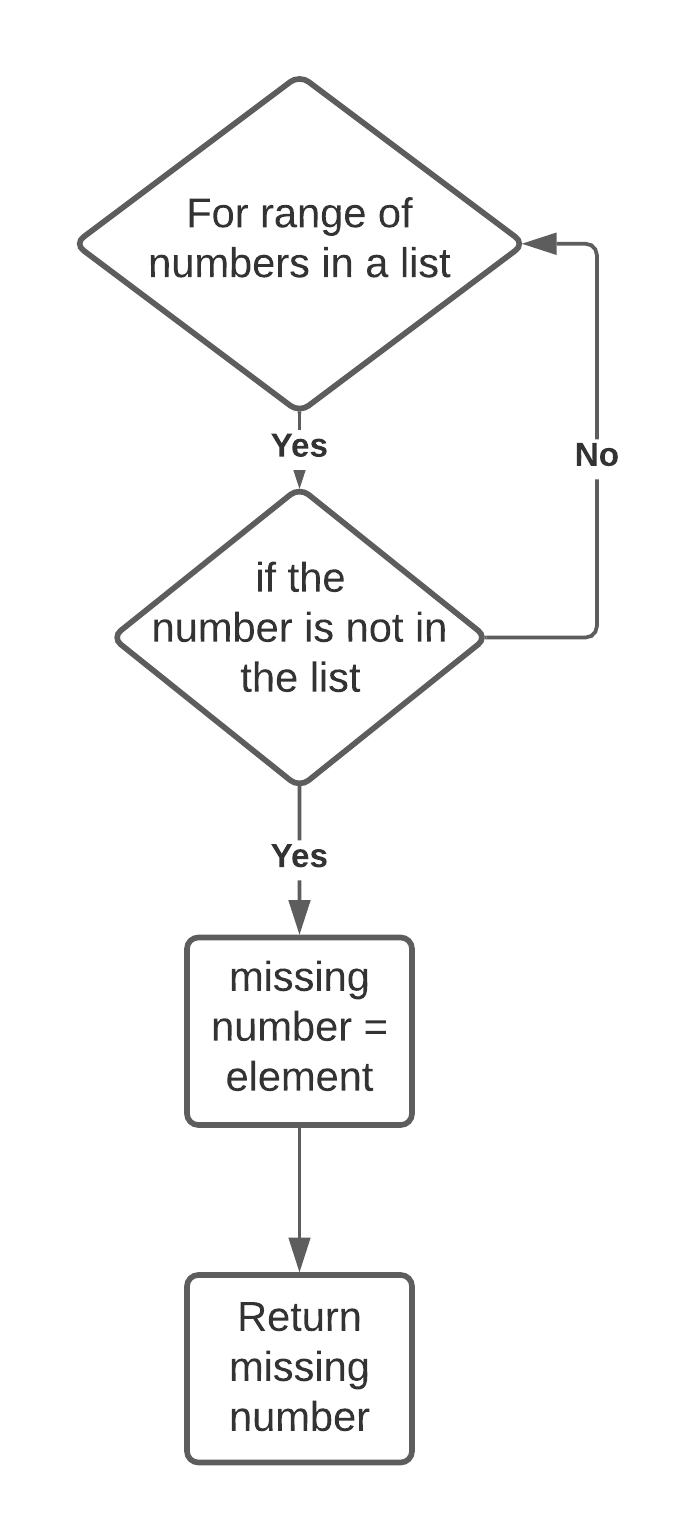 For range of
numbers in a list
Yes
No
if the
number is not in
the list
Yes
missing
number =
element
Return
missing
number